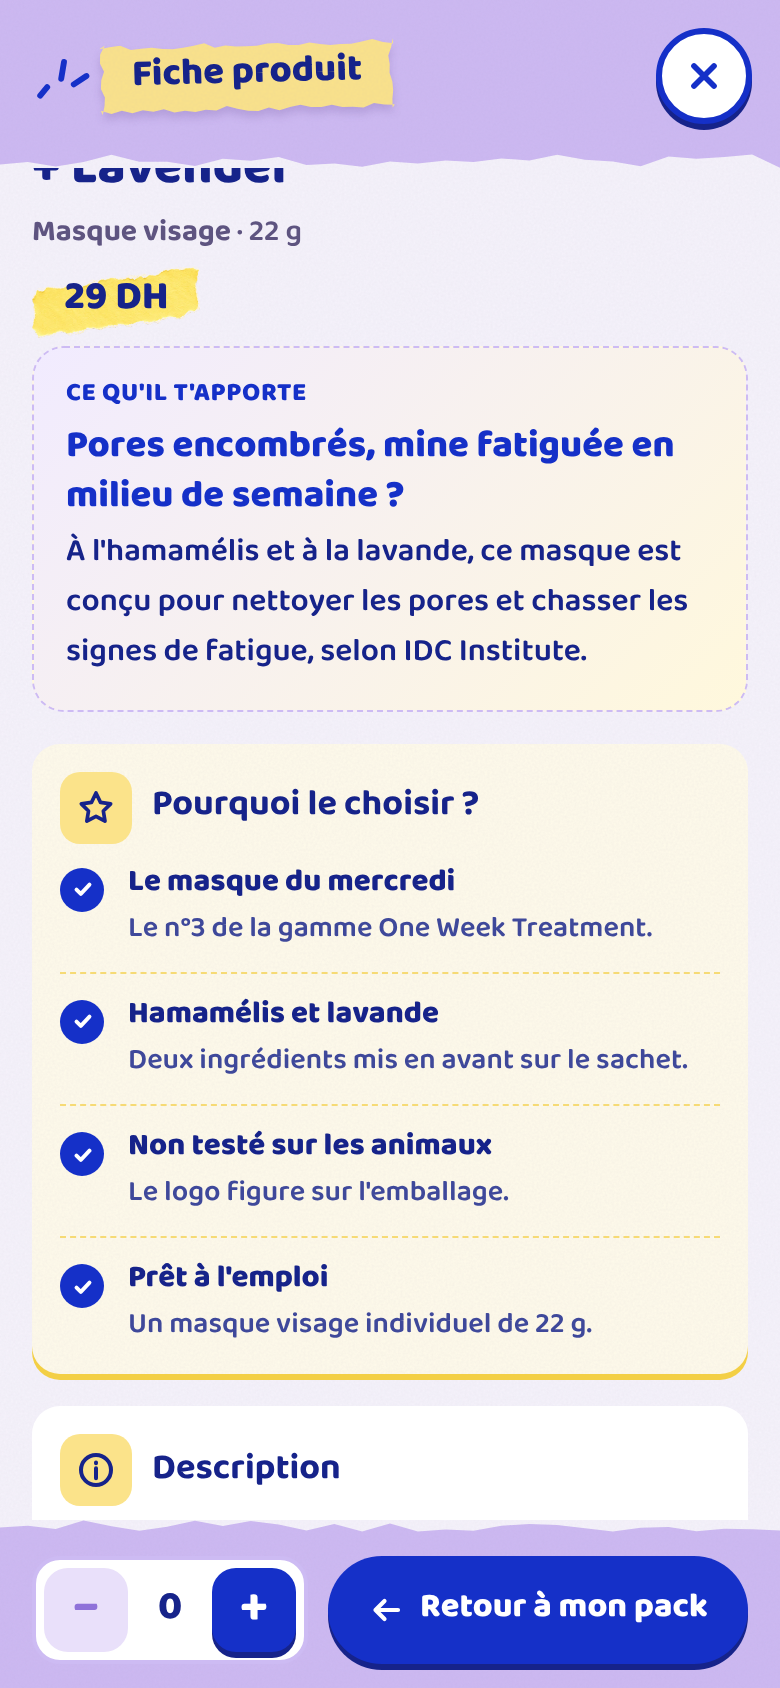 Fiche produit
+ Lavender
Masque visage · 22 g
29 DH
CE QU'IL T'APPORTE
Pores encombrés, mine fatiguée en
milieu de semaine ?
À l'hamamélis et à la lavande, ce masque est
conçu pour nettoyer les pores et chasser les
signes de fatigue, selon IDC Institute.
Pourquoi le choisir ?
Le masque du mercredi
Le n°3 de la gamme One Week Treatment.
Hamamélis et lavande
Deux ingrédients mis en avant sur le sachet.
Non testé sur les animaux
Le logo figure sur l'emballage.
Prêt à l'emploi
Un masque visage individuel de 22 g.
Description
− 0 +
← Retour à mon pack